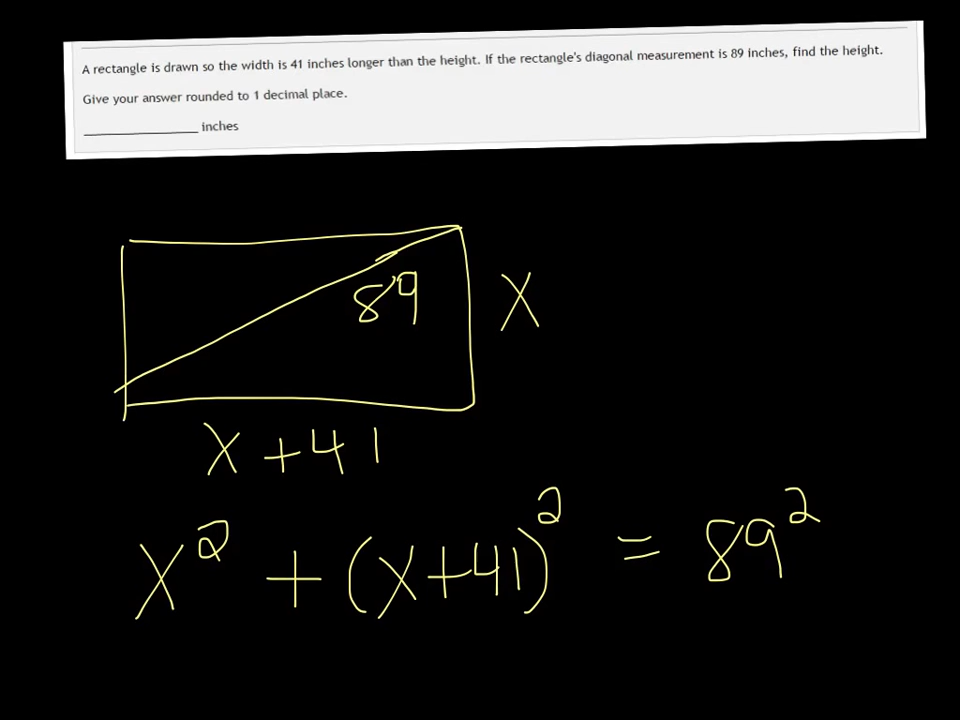 A rectangle is drawn so the width is 41 inches longer than the height. If the rectangle's diagonal measurement is 89 inches, find the height.
Give your answer rounded to 1 decimal place.
_______________ inches
89
X
x + 41
x² + (x+41)² = 89²